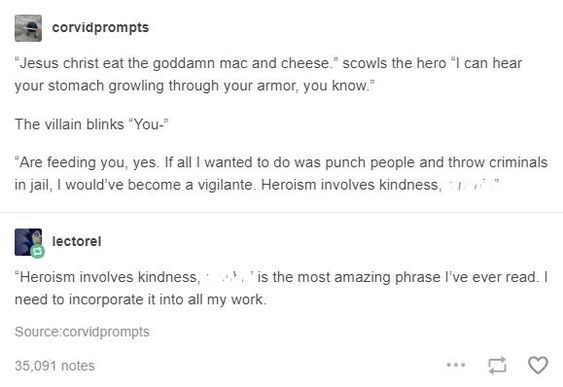 corvidprompts
“Jesus christ eat the goddamn mac and cheese.” scowls the hero “I can hear
your stomach growling through your armor, you know.”
The villain blinks “You-”
“Are feeding you, yes. If all I wanted to do was punch people and throw criminals
in jail, I would’ve become a vigilante. Heroism involves kindness, ”
lectorel
“Heroism involves kindness, ’ is the most amazing phrase I’ve ever read. I
need to incorporate it into all my work.
Source:corvidprompts
35,091 notes